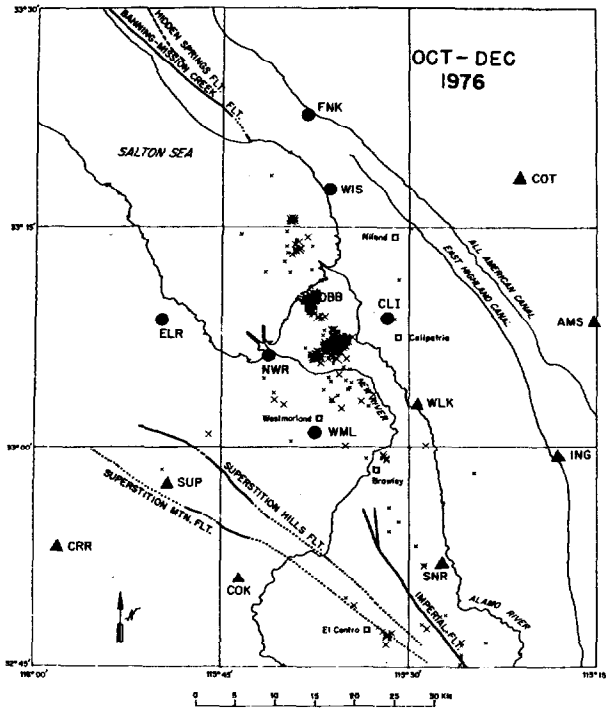 33°30'
OCT-DEC
1976
HIDDEN SPRINGS FLT.
BANNING-MISSION CREEK FLT.
FNK
SALTON SEA
COT
WIS
33°15'
Niland
ALL AMERICAN CANAL
EAST HIGHLAND CANAL
OBB
CLI
AMS
ELR
Calipatria
NWR
NEW RIVER
WLK
Westmorland
WML
33°00'
ING
Brawley
SUPERSTITION HILLS FLT.
SUP
SUPERSTITION MTN. FLT.
CRR
COK
SNR
ALAMO RIVER
N
IMPERIAL FLT.
El Centro
32°45'
116°00'
115°45'
115°30'
115°15'
0 5 10 15 20 25 30 KM